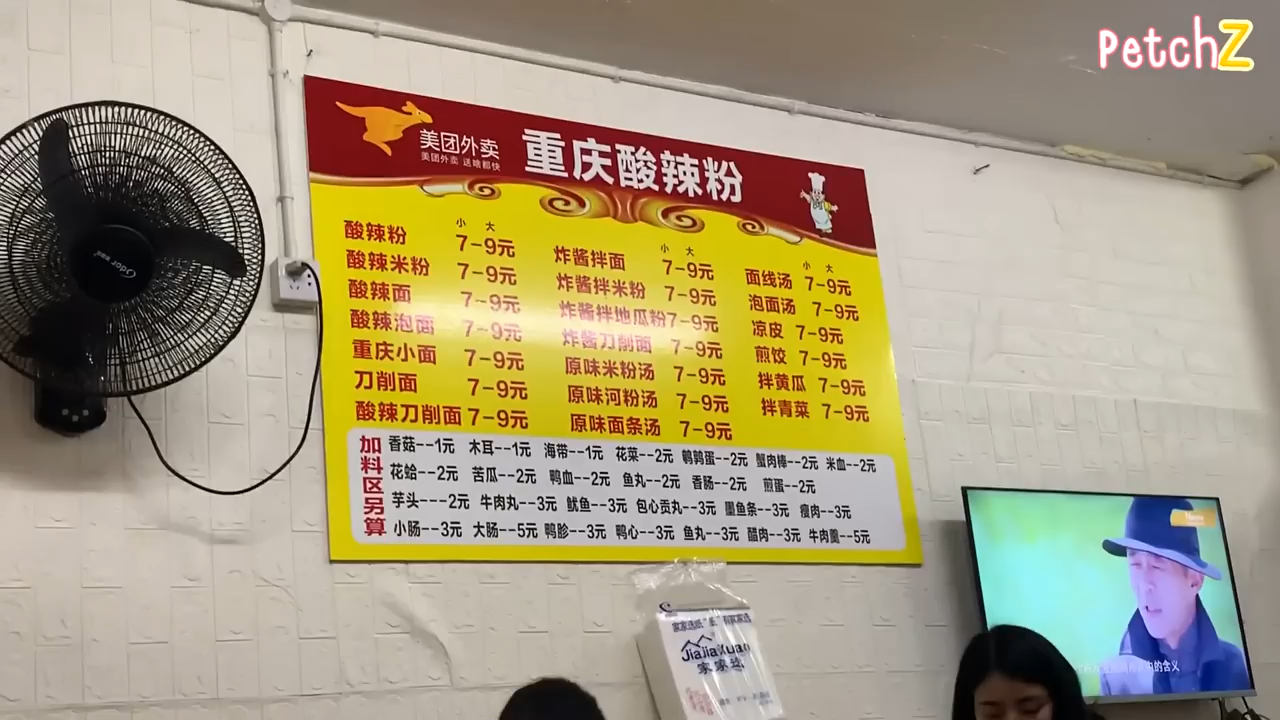 PetchZ
美团外卖
美团外卖 送啥都快
重庆酸辣粉
小 大
酸辣粉 7-9元
酸辣米粉 7-9元
酸辣面 7-9元
酸辣泡面 7-9元
重庆小面 7-9元
刀削面 7-9元
酸辣刀削面 7-9元
小 大
炸酱拌面 7-9元
炸酱拌米粉 7-9元
炸酱拌地瓜粉 7-9元
炸酱刀削面 7-9元
原味米粉汤 7-9元
原味河粉汤 7-9元
原味面条汤 7-9元
小 大
面线汤 7-9元
泡面汤 7-9元
凉皮 7-9元
煎饺 7-9元
拌黄瓜 7-9元
拌青菜 7-9元
加料区另算
香菇--1元 木耳--1元 海带--1元 花菜--2元 鹌鹑蛋--2元 蟹肉棒--2元 米血--2元
花蛤--2元 苦瓜--2元 鸭血--2元 鱼丸--2元 香肠--2元 煎蛋--2元
芋头---2元 牛肉丸--3元 鱿鱼--3元 包心贡丸--3元 墨鱼条--3元 瘦肉--3元
小肠--3元 大肠--5元 鸭胗--3元 鸭心--3元 鱼丸--3元 醋肉--3元 牛肉羹--5元
JiaJiaXuan
家家选
的含义